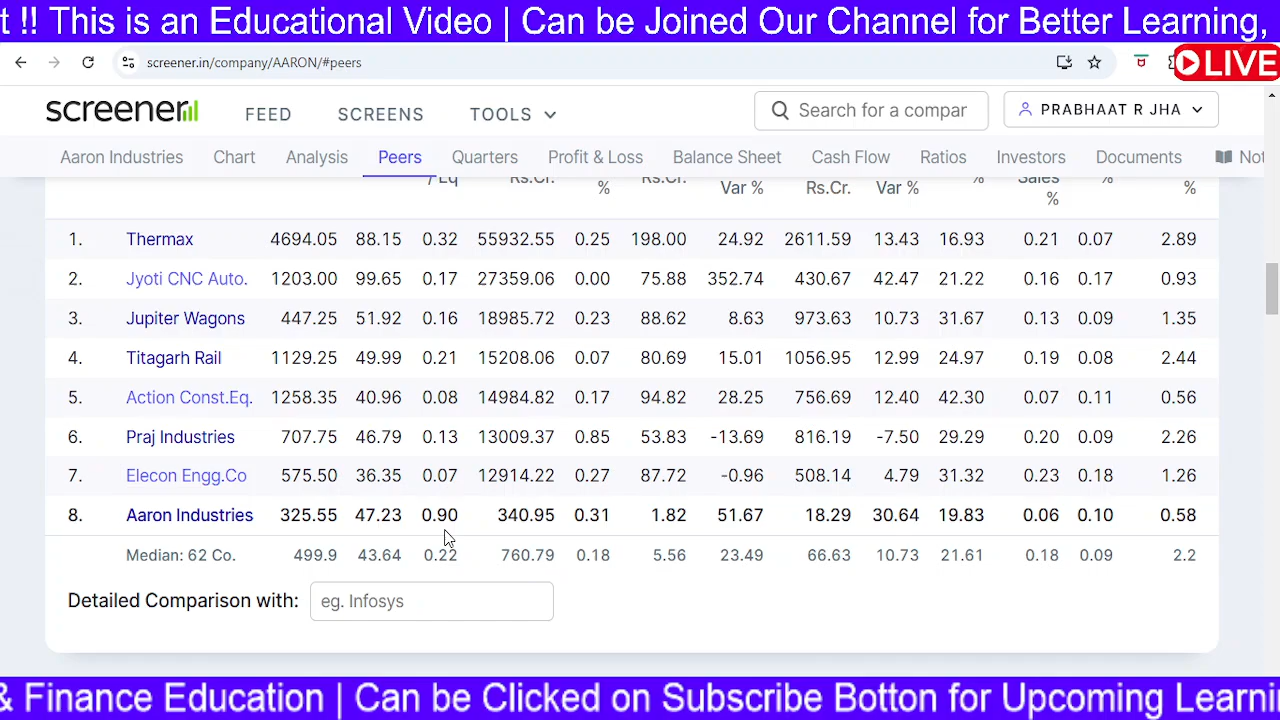 t !! This is an Educational Video | Can be Joined Our Channel for Better Learning,
screener.in/company/AARON/#peers
LIVE
screener
FEED SCREENS TOOLS
Search for a compar
PRABHAAT R JHA
Aaron Industries Chart Analysis Peers Quarters Profit & Loss Balance Sheet Cash Flow Ratios Investors Documents Not
/ Eq Rs.Cr. % Rs.Cr. Var % Rs.Cr. Var % % Sales % % %
1. Thermax 4694.05 88.15 0.32 55932.55 0.25 198.00 24.92 2611.59 13.43 16.93 0.21 0.07 2.89
2. Jyoti CNC Auto. 1203.00 99.65 0.17 27359.06 0.00 75.88 352.74 430.67 42.47 21.22 0.16 0.17 0.93
3. Jupiter Wagons 447.25 51.92 0.16 18985.72 0.23 88.62 8.63 973.63 10.73 31.67 0.13 0.09 1.35
4. Titagarh Rail 1129.25 49.99 0.21 15208.06 0.07 80.69 15.01 1056.95 12.99 24.97 0.19 0.08 2.44
5. Action Const.Eq. 1258.35 40.96 0.08 14984.82 0.17 94.82 28.25 756.69 12.40 42.30 0.07 0.11 0.56
6. Praj Industries 707.75 46.79 0.13 13009.37 0.85 53.83 -13.69 816.19 -7.50 29.29 0.20 0.09 2.26
7. Elecon Engg.Co 575.50 36.35 0.07 12914.22 0.27 87.72 -0.96 508.14 4.79 31.32 0.23 0.18 1.26
8. Aaron Industries 325.55 47.23 0.90 340.95 0.31 1.82 51.67 18.29 30.64 19.83 0.06 0.10 0.58
Median: 62 Co. 499.9 43.64 0.22 760.79 0.18 5.56 23.49 66.63 10.73 21.61 0.18 0.09 2.2
Detailed Comparison with: eg. Infosys
& Finance Education | Can be Clicked on Subscribe Botton for Upcoming Learni